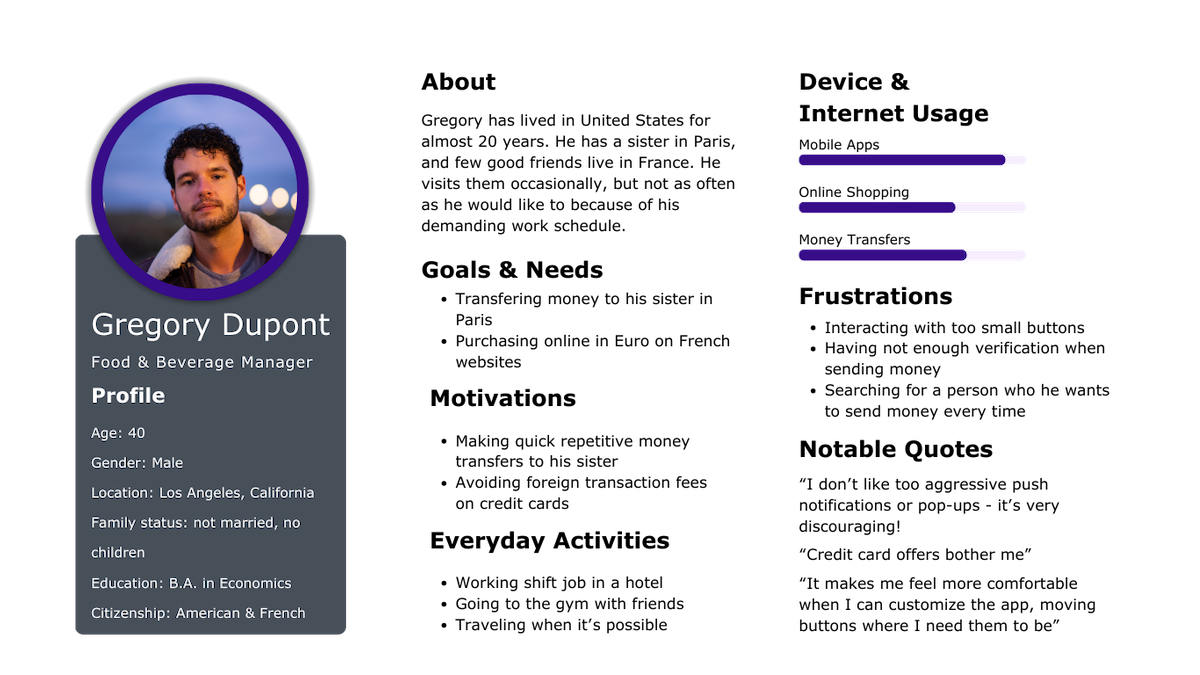 Gregory Dupont
Food & Beverage Manager
Profile
Age: 40
Gender: Male
Location: Los Angeles, California
Family status: not married, no
children
Education: B.A. in Economics
Citizenship: American & French
About
Gregory has lived in United States for
almost 20 years. He has a sister in Paris,
and few good friends live in France. He
visits them occasionally, but not as often
as he would like to because of his
demanding work schedule.
Goals & Needs
• Transfering money to his sister in
Paris
• Purchasing online in Euro on French
websites
Motivations
• Making quick repetitive money
transfers to his sister
• Avoiding foreign transaction fees
on credit cards
Everyday Activities
• Working shift job in a hotel
• Going to the gym with friends
• Traveling when it’s possible
Device &
Internet Usage
Mobile Apps
Online Shopping
Money Transfers
Frustrations
• Interacting with too small buttons
• Having not enough verification when
sending money
• Searching for a person who he wants
to send money every time
Notable Quotes
“I don’t like too aggressive push
notifications or pop-ups - it’s very
discouraging!
“Credit card offers bother me”
“It makes me feel more comfortable
when I can customize the app, moving
buttons where I need them to be”